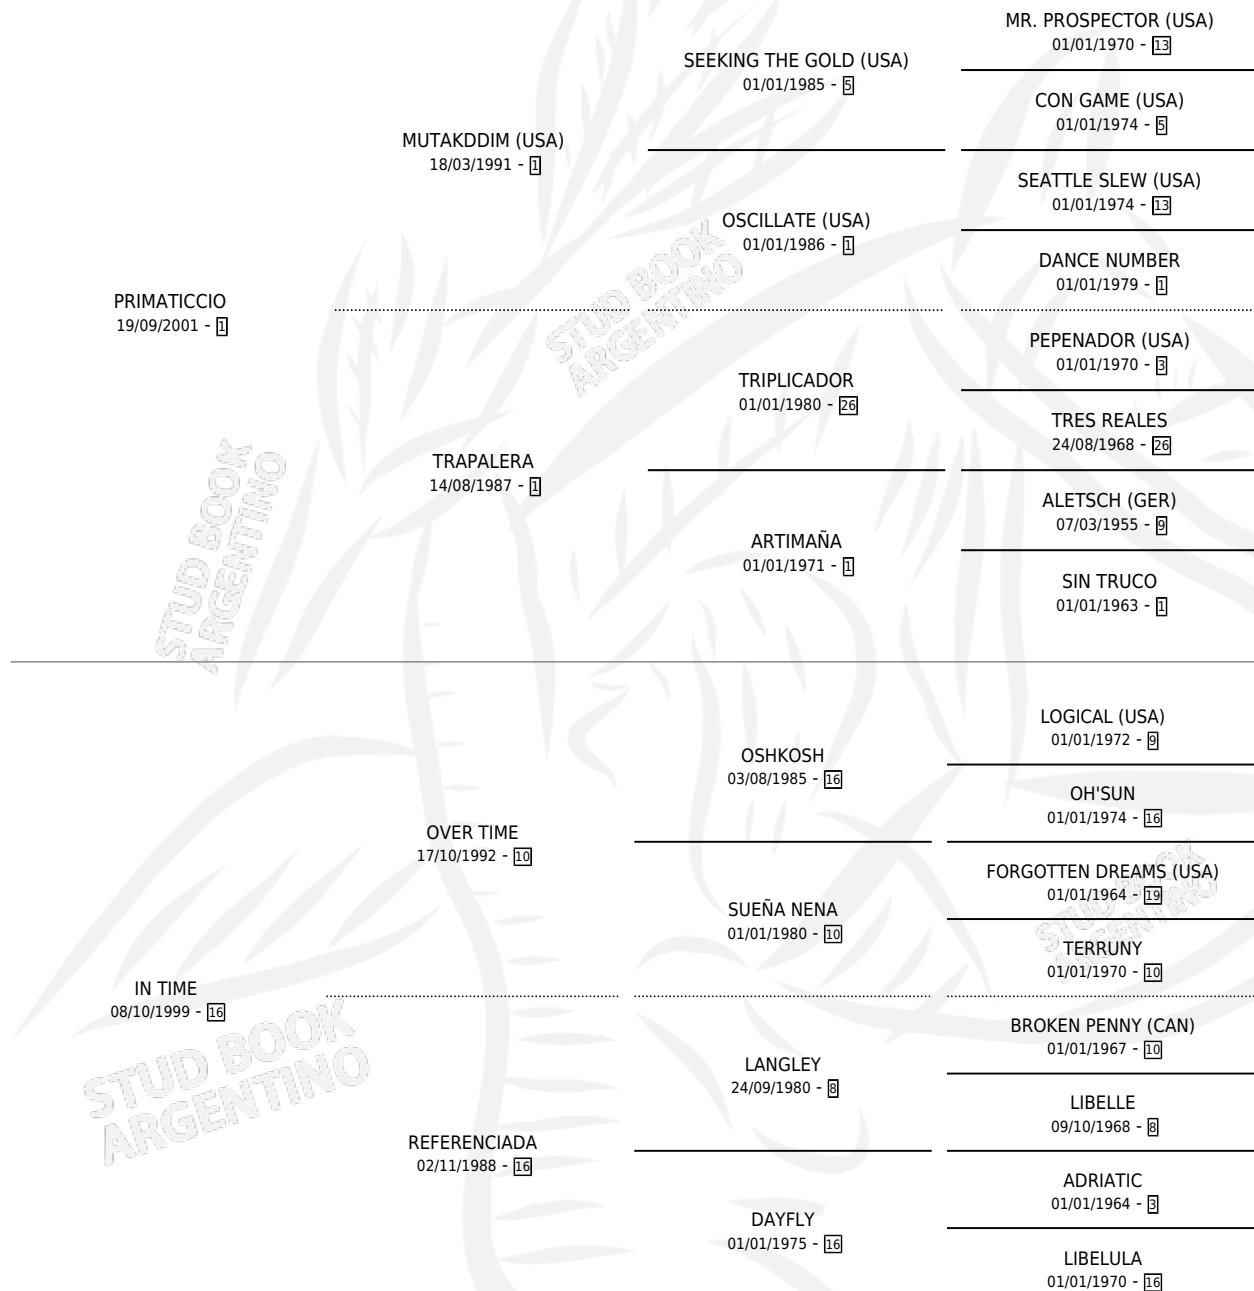 MR. PROSPECTOR (USA)
01/01/1970 - 13
SEEKING THE GOLD (USA)
01/01/1985 - 5
CON GAME (USA)
01/01/1974 - 5
MUTAKDDIM (USA)
18/03/1991 - 1
SEATTLE SLEW (USA)
01/01/1974 - 13
OSCILLATE (USA)
01/01/1986 - 1
DANCE NUMBER
01/01/1979 - 1
PRIMATICCIO
19/09/2001 - 1
STUD BOOK
ARGENTINO
PEPENADOR (USA)
01/01/1970 - 3
TRIPLICADOR
01/01/1980 - 26
TRES REALES
24/08/1968 - 26
TRAPALERA
14/08/1987 - 1
ALETSCH (GER)
07/03/1955 - 9
ARTIMAÑA
01/01/1971 - 1
SIN TRUCO
01/01/1963 - 1
STUD BOOK
ARGENTINO
LOGICAL (USA)
01/01/1972 - 9
OSHKOSH
03/08/1985 - 16
OH'SUN
01/01/1974 - 16
OVER TIME
17/10/1992 - 10
FORGOTTEN DREAMS (USA)
01/01/1964 - 19
SUEÑA NENA
01/01/1980 - 10
TERRUNY
01/01/1970 - 10
STUD BOOK
ARGENTINO
IN TIME
08/10/1999 - 16
BROKEN PENNY (CAN)
01/01/1967 - 10
LANGLEY
24/09/1980 - 8
LIBELLE
09/10/1968 - 8
REFERENCIADA
02/11/1988 - 16
ADRIATIC
01/01/1964 - 3
DAYFLY
01/01/1975 - 16
LIBELULA
01/01/1970 - 16
STUD BOOK
ARGENTINO